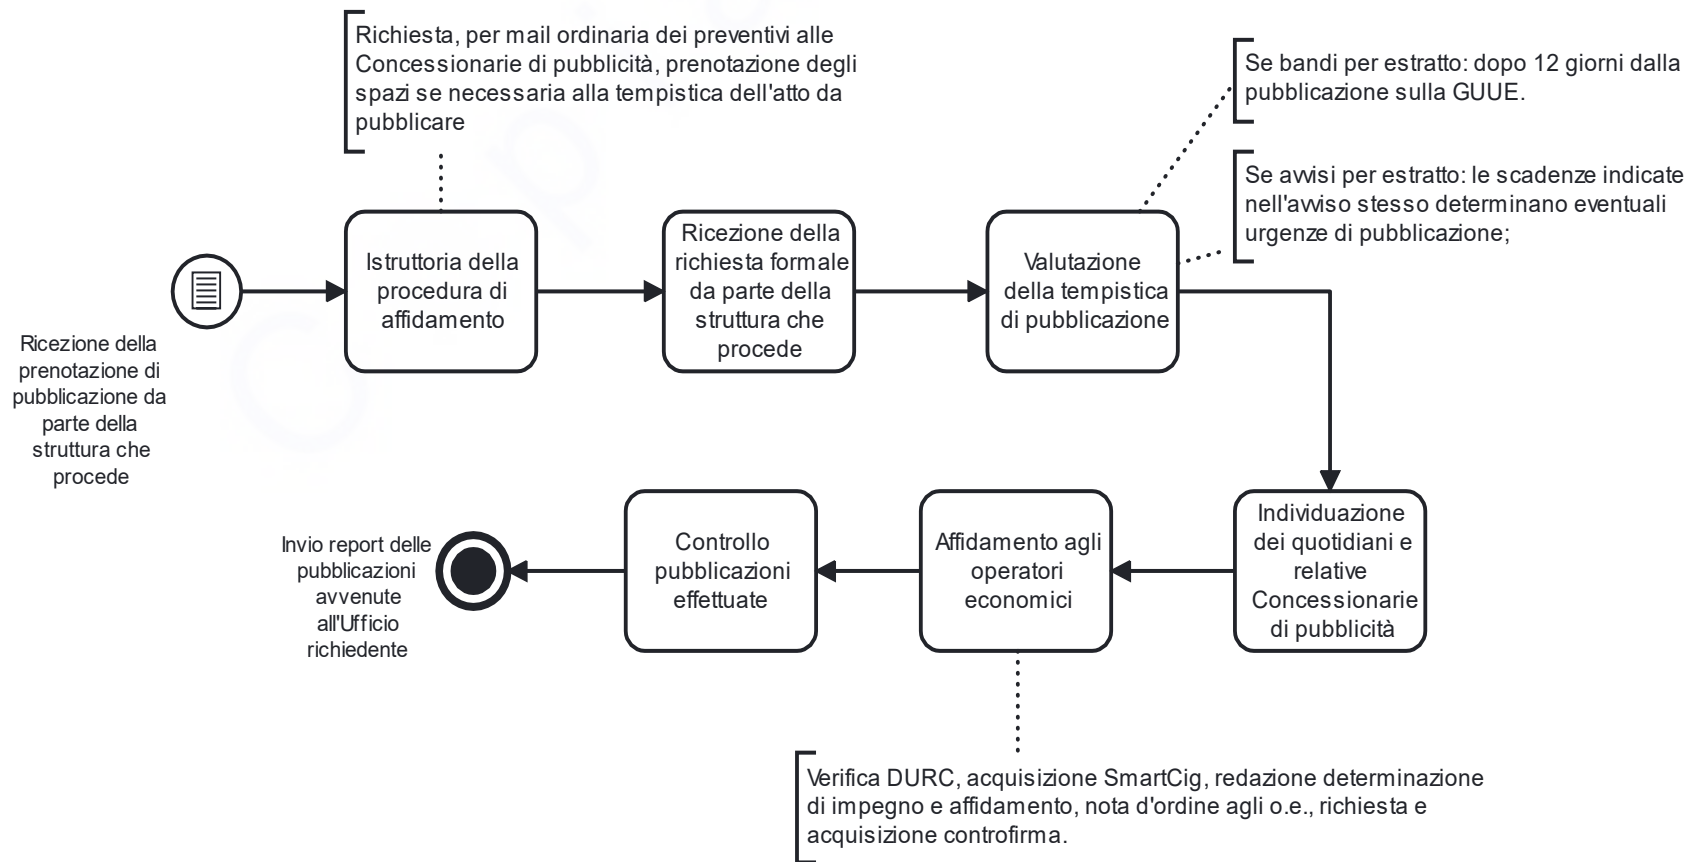 Richiesta, per mail ordinaria dei preventivi alle
Concessionarie di pubblicità, prenotazione degli
spazi se necessaria alla tempistica dell'atto da
pubblicare
Se bandi per estratto: dopo 12 giorni dalla
pubblicazione sulla GUUE.
Se avvisi per estratto: le scadenze indicate
nell'avviso stesso determinano eventuali
urgenze di pubblicazione;
Ricezione della
prenotazione di
pubblicazione da
parte della
struttura che
procede
Istruttoria della
procedura di
affidamento
Ricezione della
richiesta formale
da parte della
struttura che
procede
Valutazione
della tempistica
di pubblicazione
Individuazione
dei quotidiani e
relative
Concessionarie
di pubblicità
Affidamento agli
operatori
economici
Controllo
pubblicazioni
effettuate
Invio report delle
pubblicazioni
avvenute
all'Ufficio
richiedente
Verifica DURC, acquisizione SmartCig, redazione determinazione
di impegno e affidamento, nota d'ordine agli o.e., richiesta e
acquisizione controfirma.